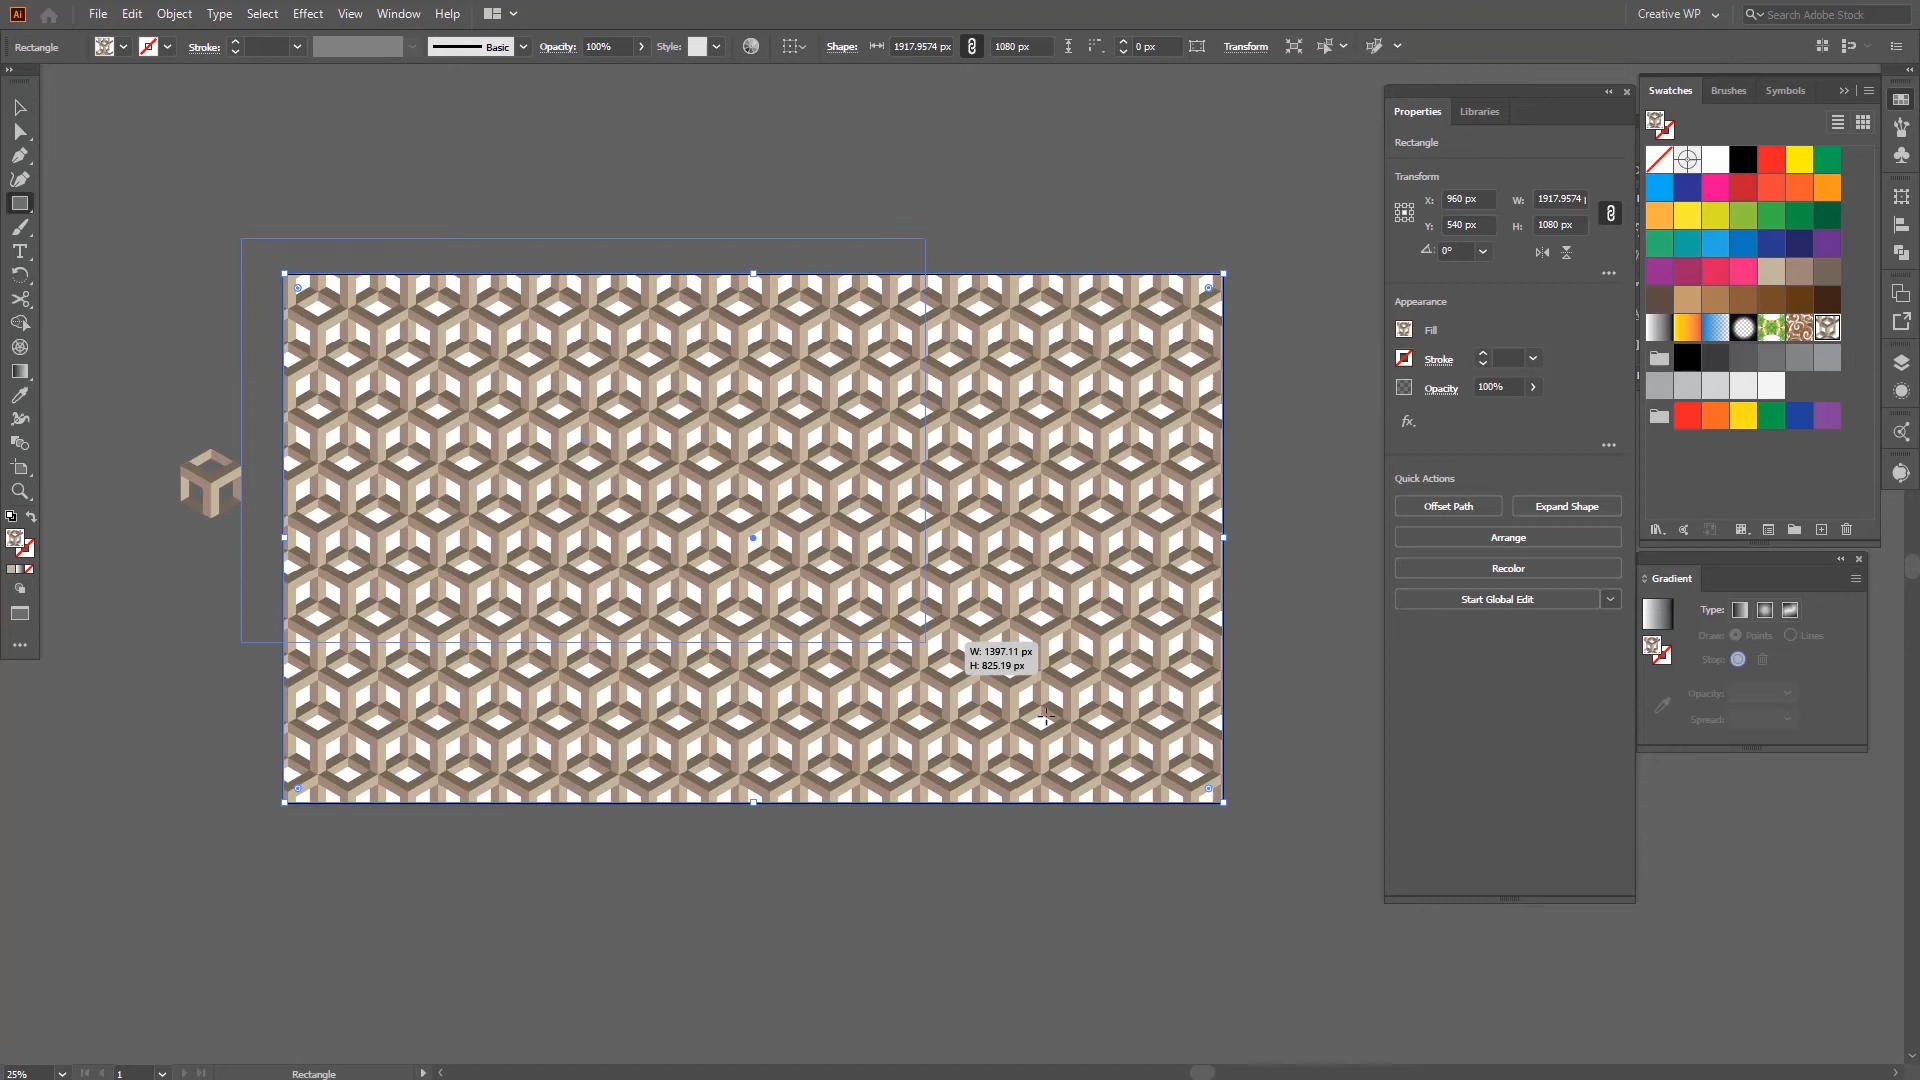 Ai File Edit Object Type Select Effect View Window Help Creative WP Search Adobe Stock
Rectangle Stroke: Basic Opacity: 100% Style: Shape: 1917.9574 px 1080 px 0 px Transform
Properties Libraries
Rectangle
Transform
X: 960 px W: 1917.9574
Y: 540 px H: 1080 px
0°
Appearance
Fill
Stroke
Opacity 100%
fx.
Quick Actions
Offset Path Expand Shape
Arrange
Recolor
Start Global Edit
Swatches Brushes Symbols
Gradient
Type:
Draw: Points Lines
Stop:
Opacity:
Spread:
W: 1397.11 px
H: 825.19 px
25% 1 Rectangle